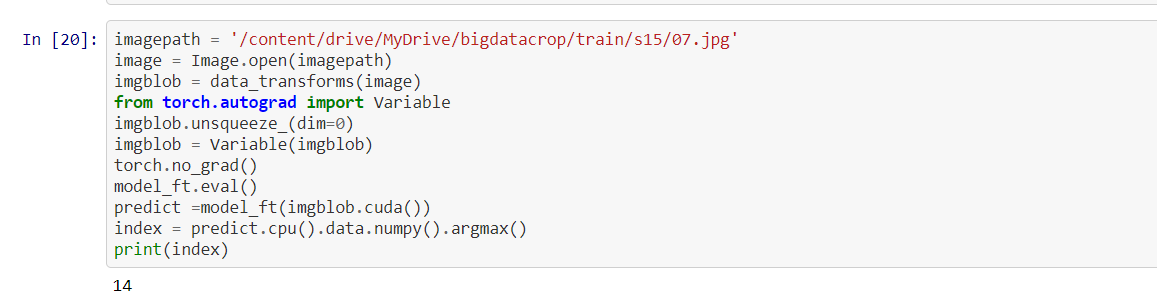 In [20]: imagepath = '/content/drive/MyDrive/bigdatacrop/train/s15/07.jpg'
image = Image.open(imagepath)
imgblob = data_transforms(image)
from torch.autograd import Variable
imgblob.unsqueeze_(dim=0)
imgblob = Variable(imgblob)
torch.no_grad()
model_ft.eval()
predict =model_ft(imgblob.cuda())
index = predict.cpu().data.numpy().argmax()
print(index)
14